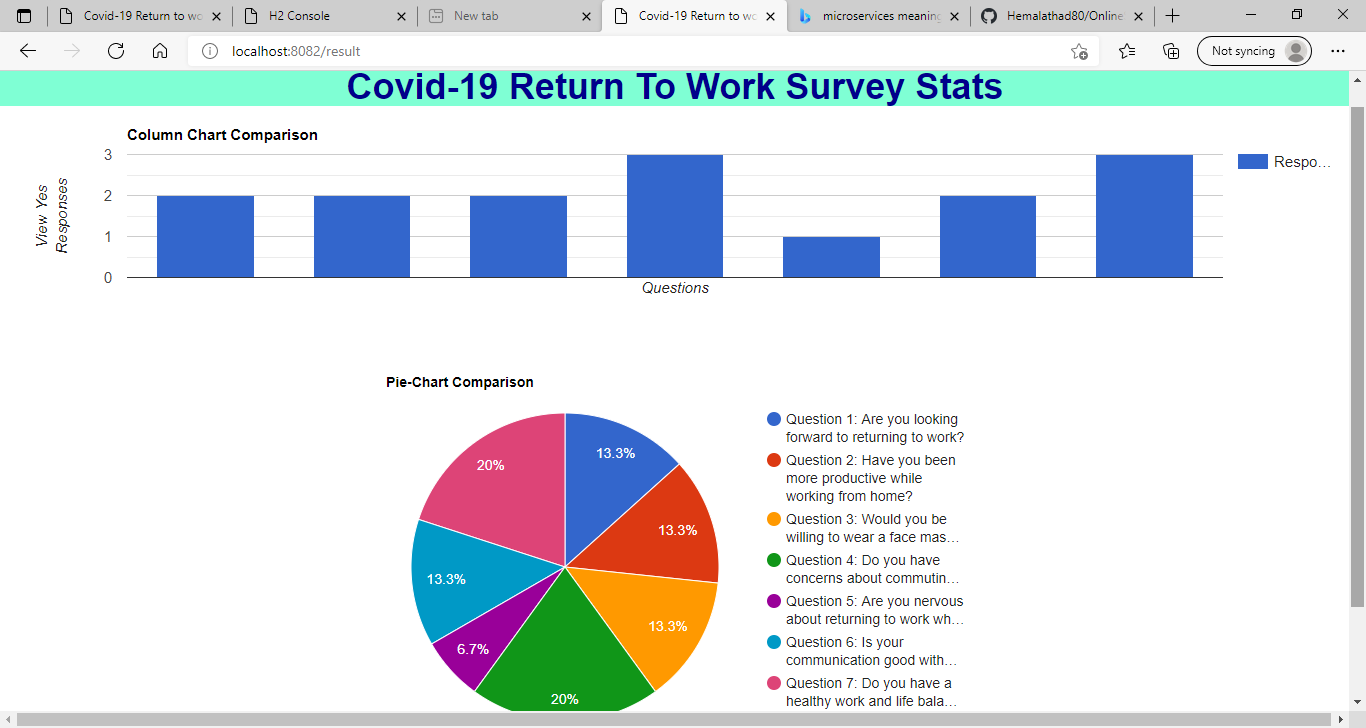 Covid-19 Return to wo
H2 Console
New tab
Covid-19 Return to wo
microservices meaning
Hemalathad80/Online
localhost:8082/result
Not syncing
Covid-19 Return To Work Survey Stats
Column Chart Comparison
3
2
1
0
View Yes
Responses
Questions
Respo…
Pie-Chart Comparison
13.3%
13.3%
13.3%
20%
6.7%
13.3%
20%
Question 1: Are you looking
forward to returning to work?
Question 2: Have you been
more productive while
working from home?
Question 3: Would you be
willing to wear a face mas…
Question 4: Do you have
concerns about commutin…
Question 5: Are you nervous
about returning to work wh…
Question 6: Is your
communication good with…
Question 7: Do you have a
healthy work and life bala…